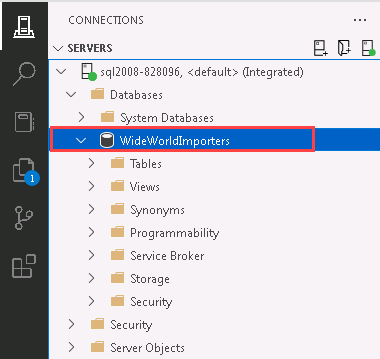 CONNECTIONS
SERVERS
sql2008-828096, <default> (Integrated)
Databases
System Databases
WideWorldImporters
Tables
Views
Synonyms
Programmability
Service Broker
Storage
Security
Security
Server Objects
1